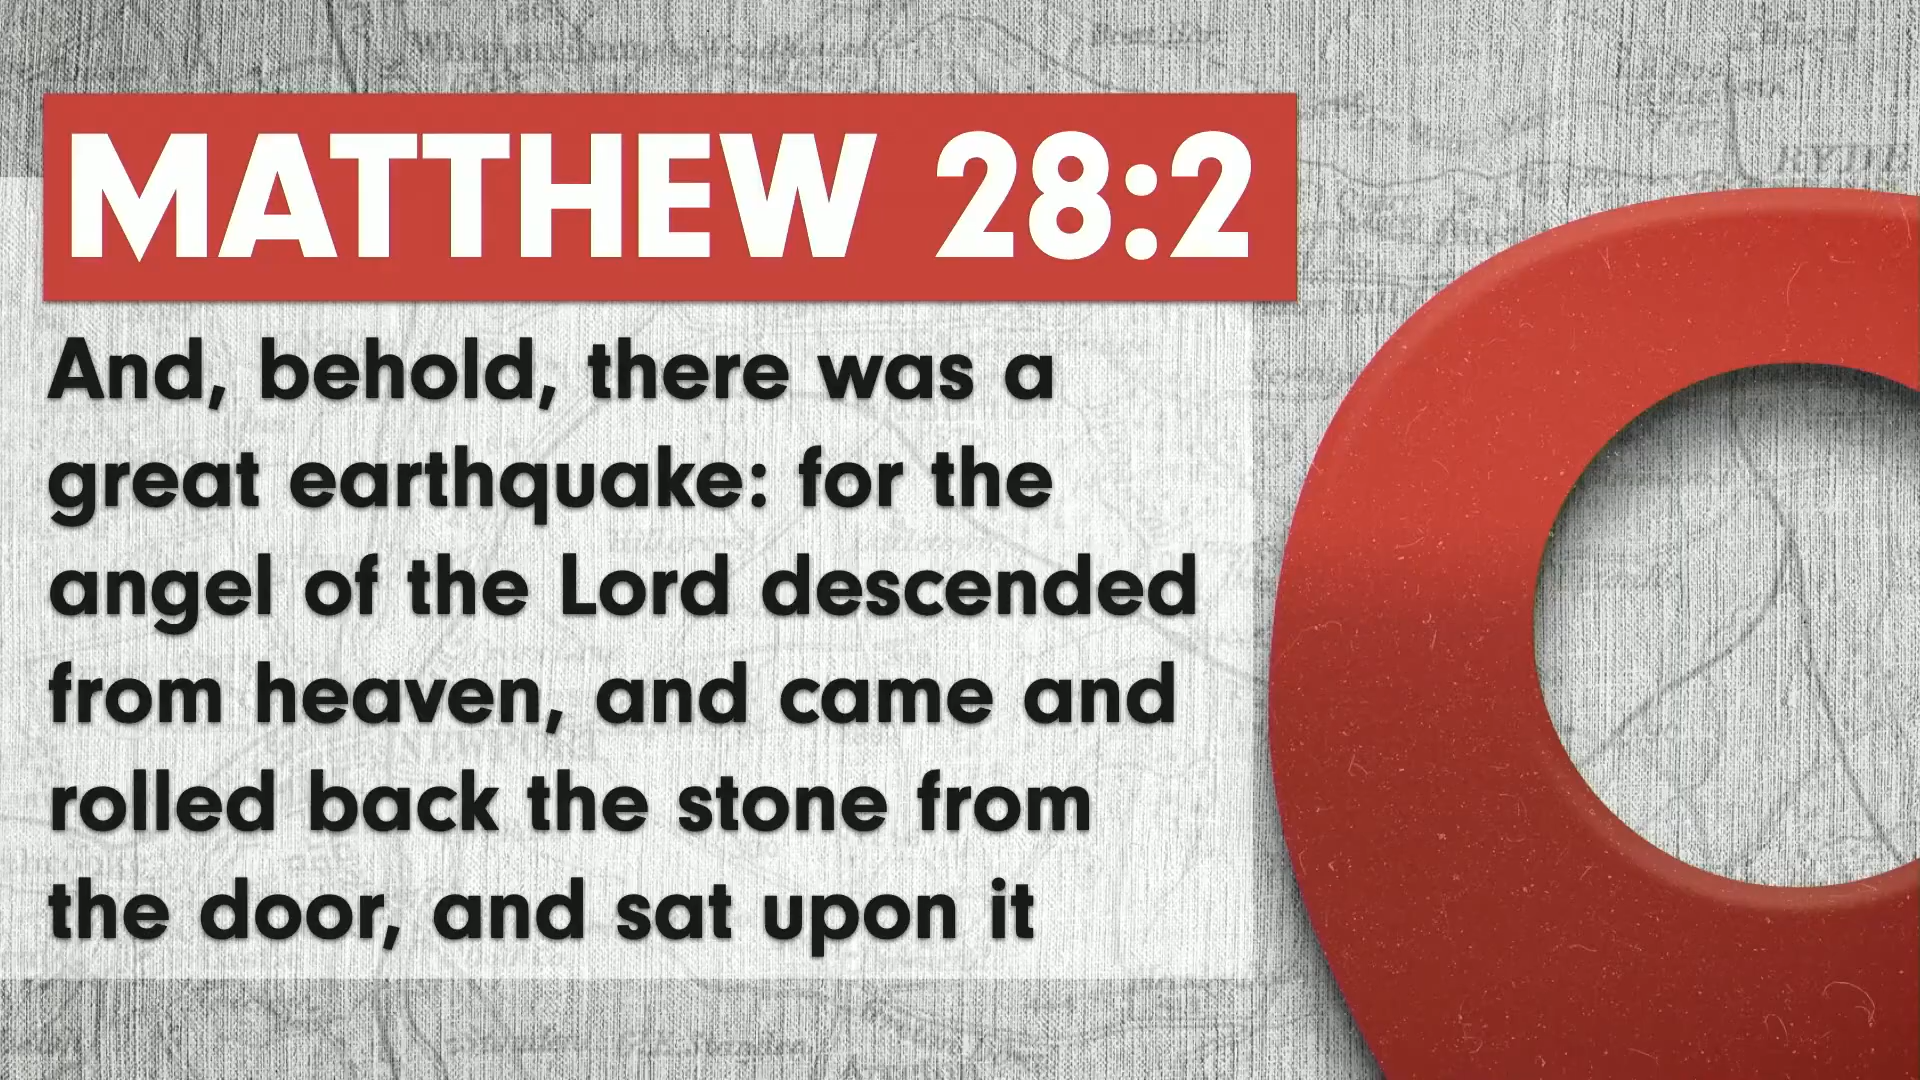 MATTHEW 28:2
And, behold, there was a
great earthquake: for the
angel of the Lord descended
from heaven, and came and
rolled back the stone from
the door, and sat upon it